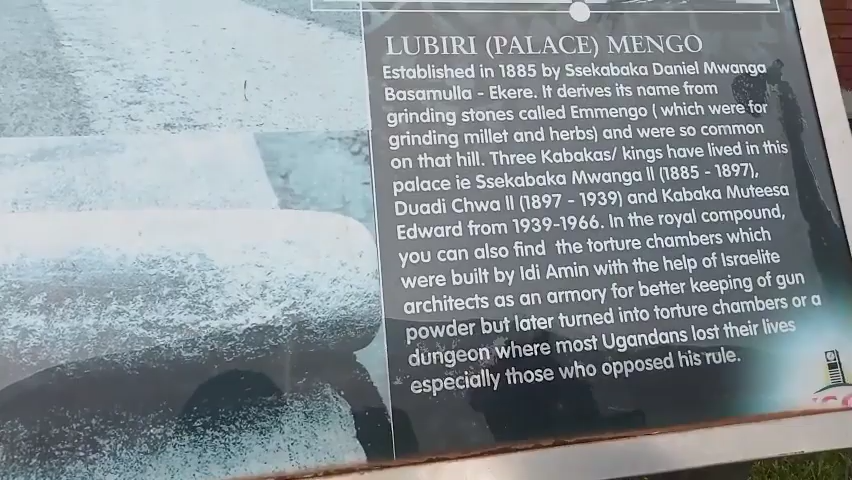 LUBIRI (PALACE) MENGO
Established in 1885 by Ssekabaka Daniel Mwanga
Basamulla - Ekere. It derives its name from
grinding stones called Emmengo ( which were for
grinding millet and herbs) and were so common
on that hill. Three Kabakas/ kings have lived in this
palace ie Ssekabaka Mwanga II (1885 - 1897),
Duadi Chwa II (1897 - 1939) and Kabaka Muteesa
Edward from 1939-1966. In the royal compound,
you can also find the torture chambers which
were built by Idi Amin with the help of Israelite
architects as an armory for better keeping of gun
powder but later turned into torture chambers or a
dungeon where most Ugandans lost their lives
especially those who opposed his rule.